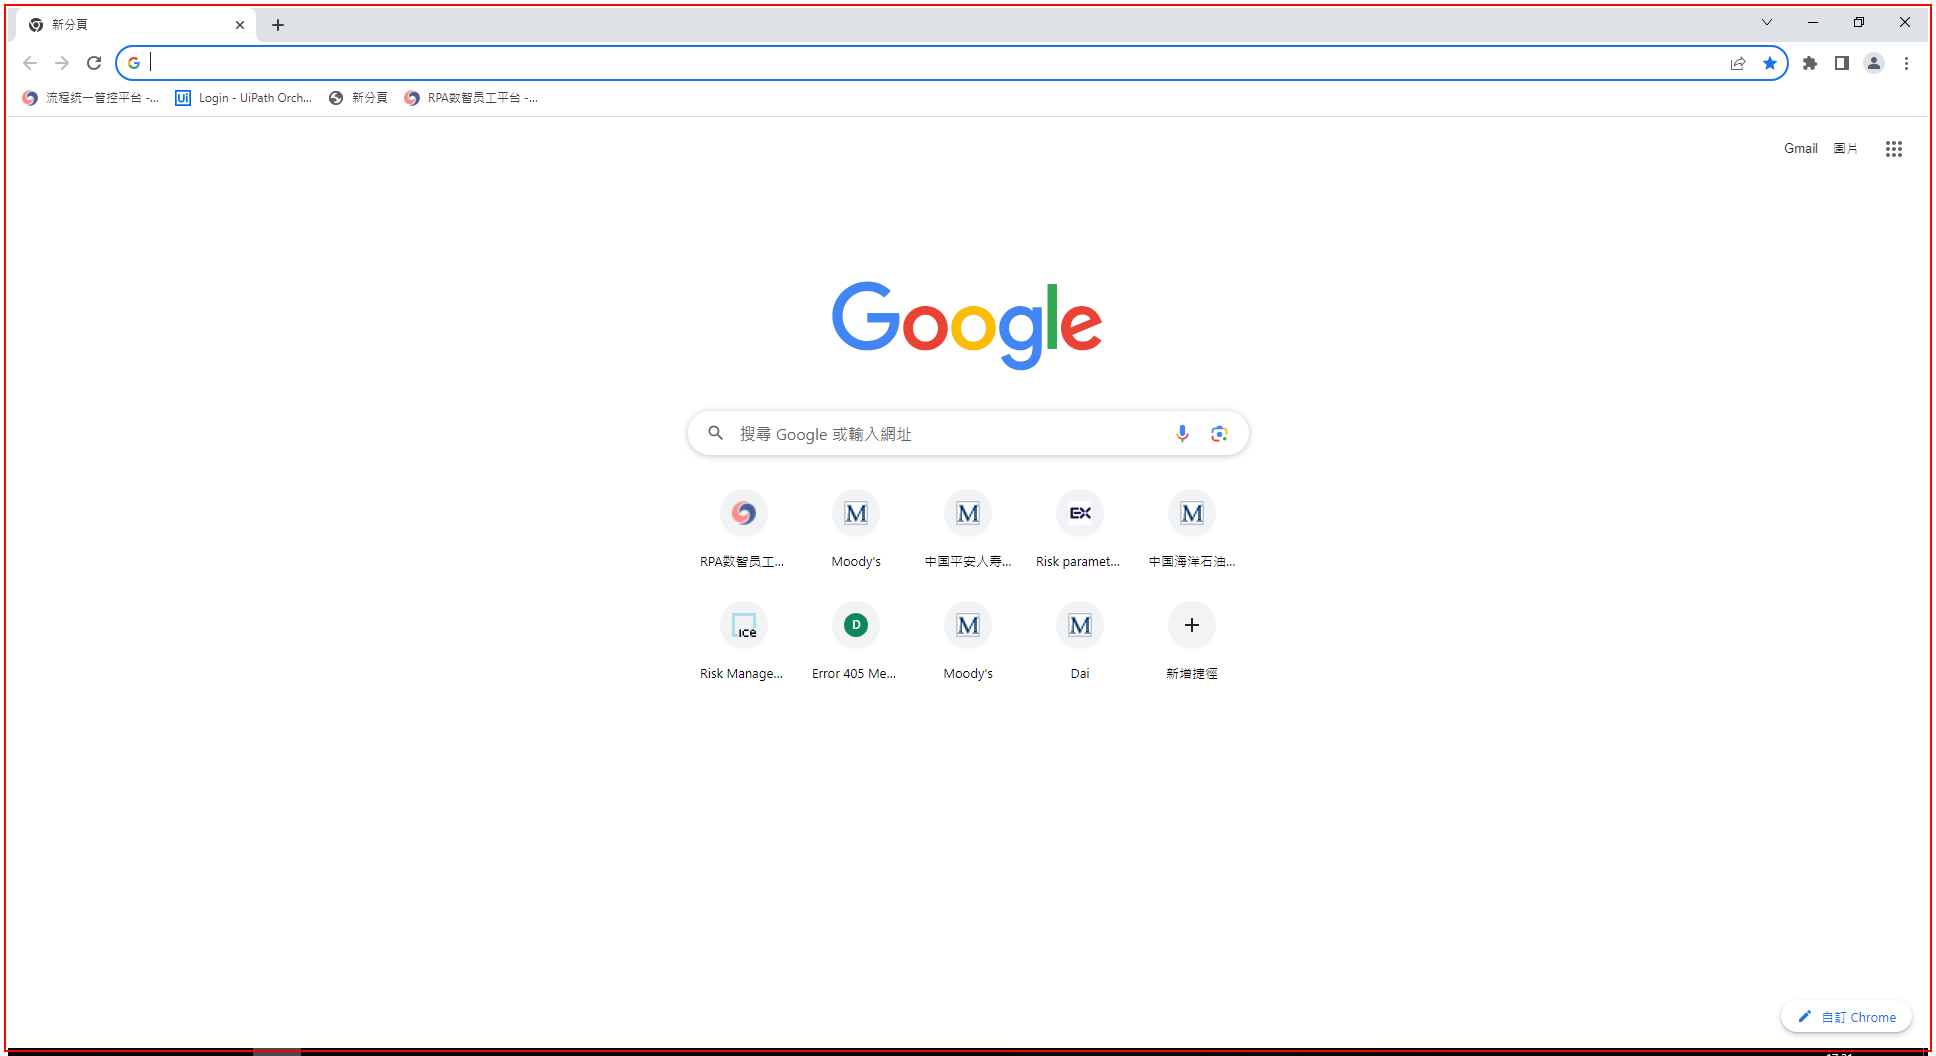 新分頁
流程统一管控平台 -...
Login - UiPath Orch...
新分頁
RPA数智员工平台 -...
Gmail
圖片
Google
搜尋 Google 或輸入網址
RPA数智员工...
Moody's
中国平安人寿...
EX
Risk paramet...
中国海洋石油...
ICE
Risk Manage...
D
Error 405 Me...
Moody's
Dai
新增捷徑
自訂 Chrome